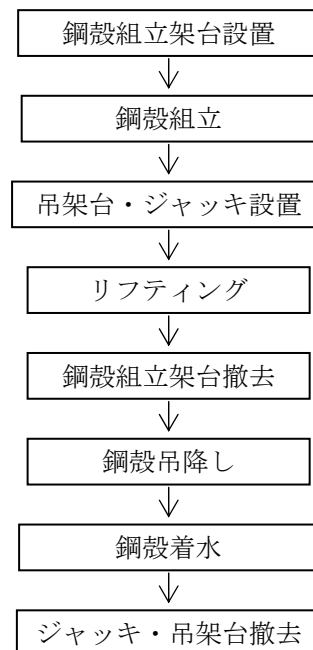 鋼殻組立架台設置
鋼殻組立
吊架台・ジャッキ設置
リフティング
鋼殻組立架台撤去
鋼殻吊降し
鋼殻着水
ジャッキ・吊架台撤去